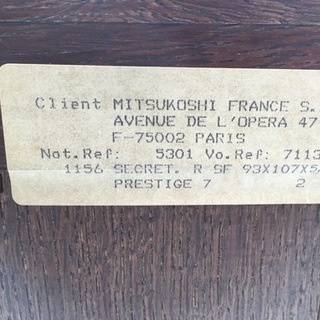 Client MITSUKOSHI FRANCE S.
AVENUE DE L'OPERA 47
F-75002 PARIS
Not.Ref: 5301 Vo.Ref: 7113
1156 SECRET. R SF 93X107X54
PRESTIGE 7 2